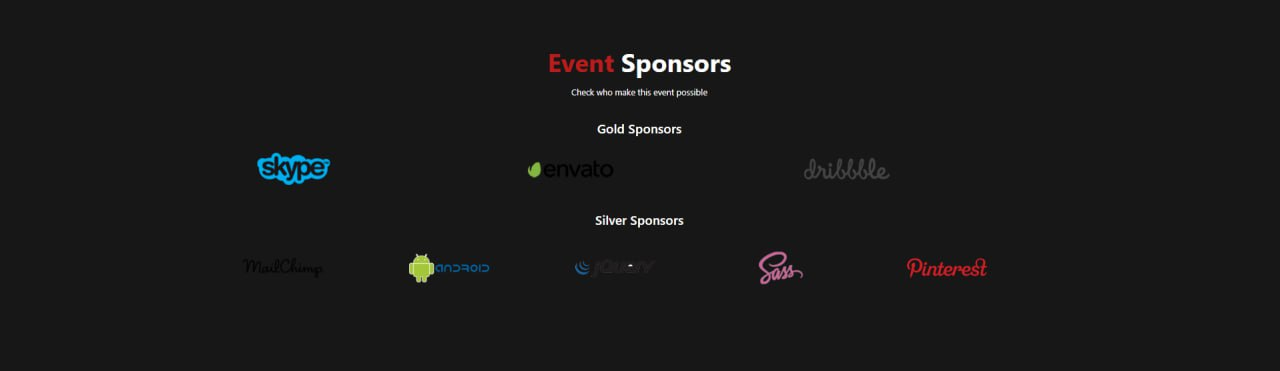 Event Sponsors
Check who make this event possible
Gold Sponsors
skype envato dribbble
Silver Sponsors
MailChimp ANDROID jQuery Sass Pinterest